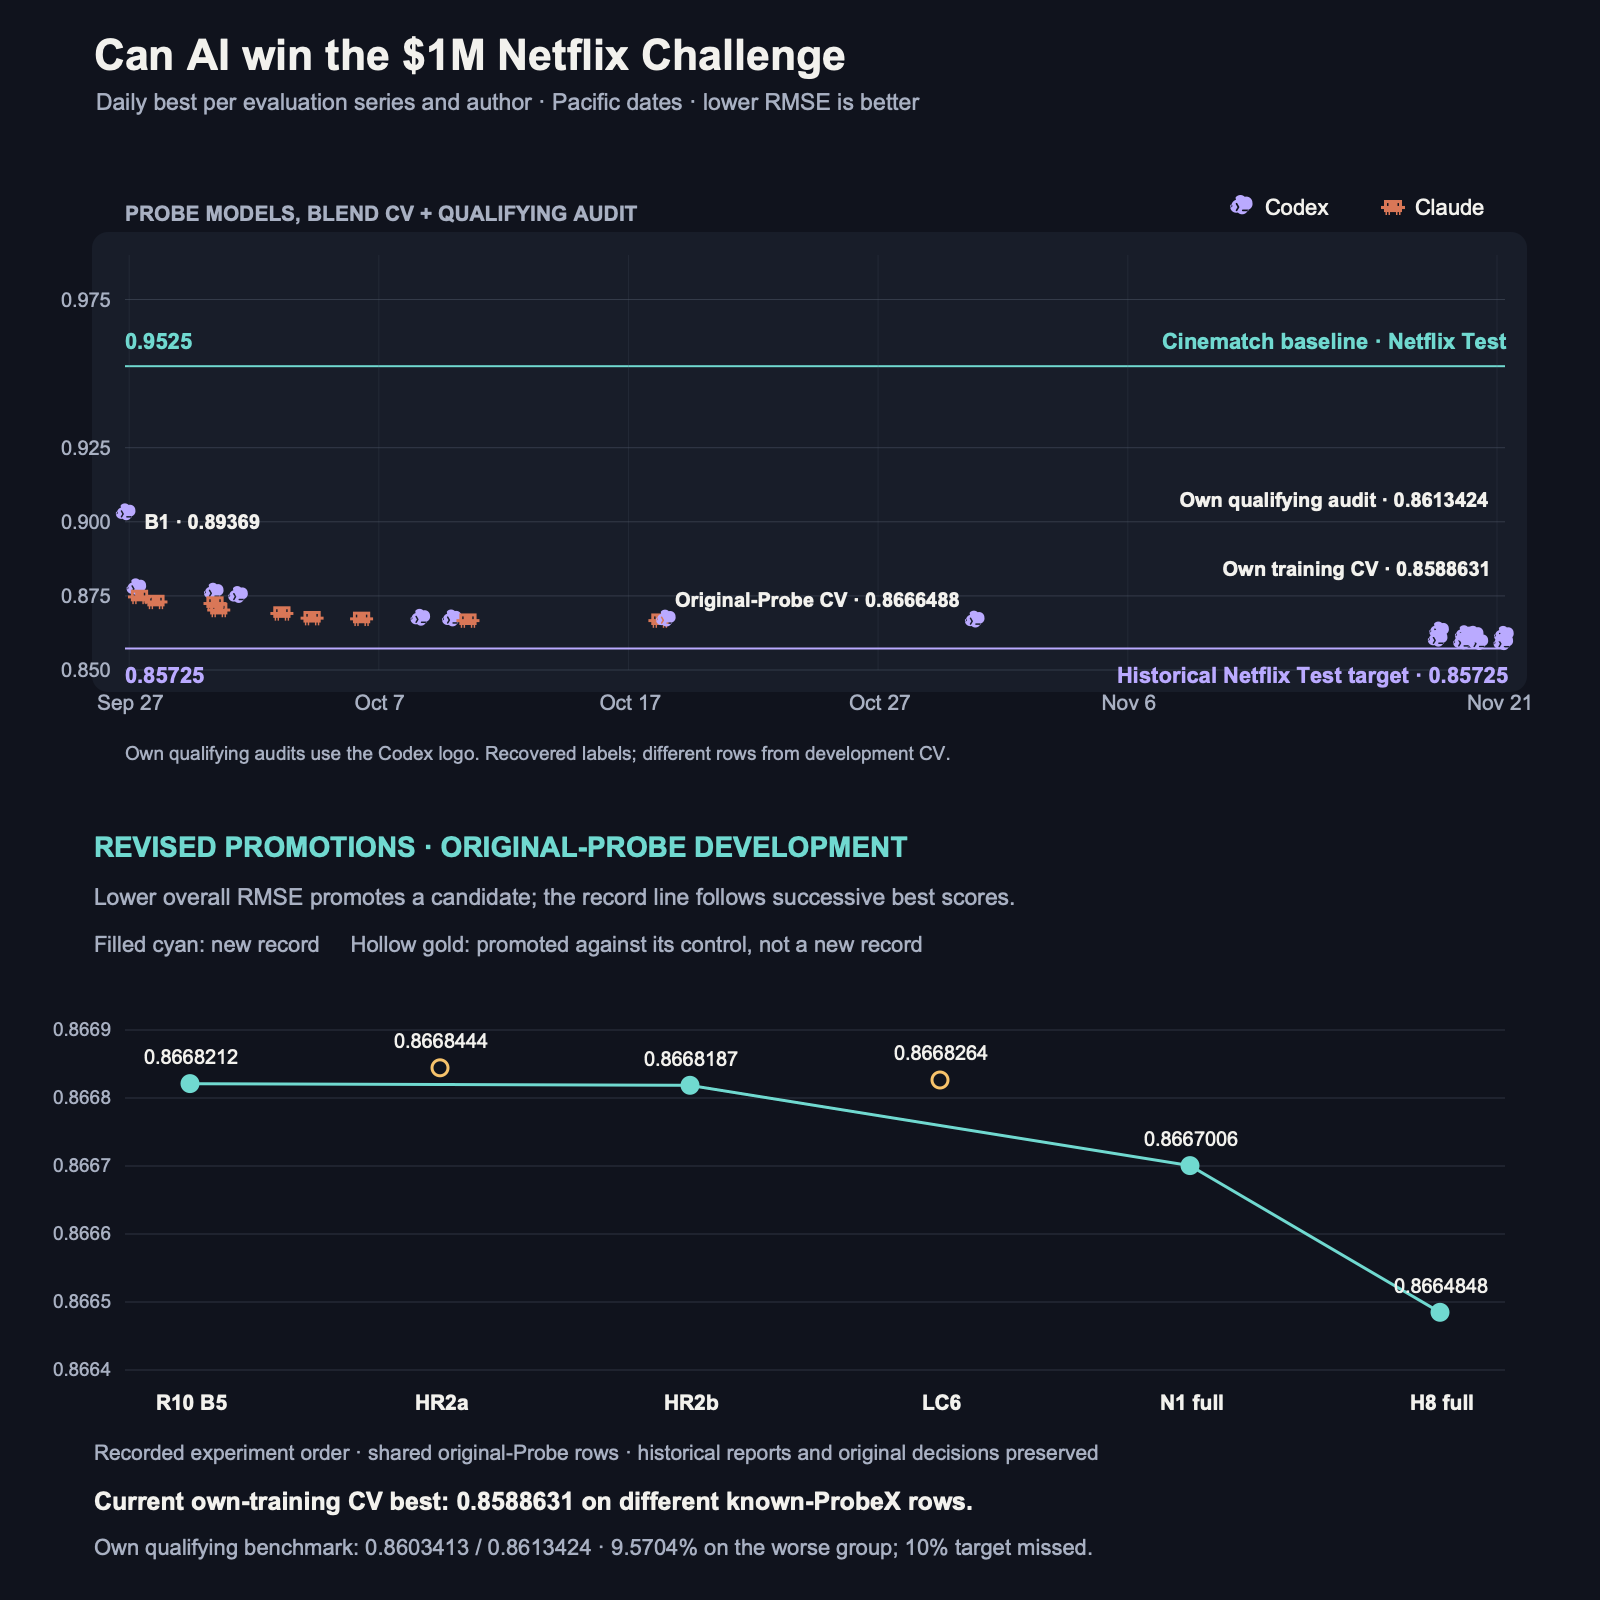 Can AI win the $1M Netflix Challenge
Daily best per evaluation series and author · Pacific dates · lower RMSE is better
PROBE MODELS, BLEND CV + QUALIFYING AUDIT
Codex
Claude
0.975
0.9525
Cinematch baseline · Netflix Test
0.925
Own qualifying audit · 0.8613424
0.900
B1 · 0.89369
Own training CV · 0.8588631
0.875
Original-Probe CV · 0.8666488
0.850
0.85725
Historical Netflix Test target · 0.85725
Sep 27
Oct 7
Oct 17
Oct 27
Nov 6
Nov 21
Own qualifying audits use the Codex logo. Recovered labels; different rows from development CV.
REVISED PROMOTIONS · ORIGINAL-PROBE DEVELOPMENT
Lower overall RMSE promotes a candidate; the record line follows successive best scores.
Filled cyan: new record
Hollow gold: promoted against its control, not a new record
0.8669
0.8668212
0.8668444
0.8668187
0.8668264
0.8668
0.8667006
0.8667
0.8666
0.8664848
0.8665
0.8664
R10 B5
HR2a
HR2b
LC6
N1 full
H8 full
Recorded experiment order · shared original-Probe rows · historical reports and original decisions preserved
Current own-training CV best: 0.8588631 on different known-ProbeX rows.
Own qualifying benchmark: 0.8603413 / 0.8613424 · 9.5704% on the worse group; 10% target missed.